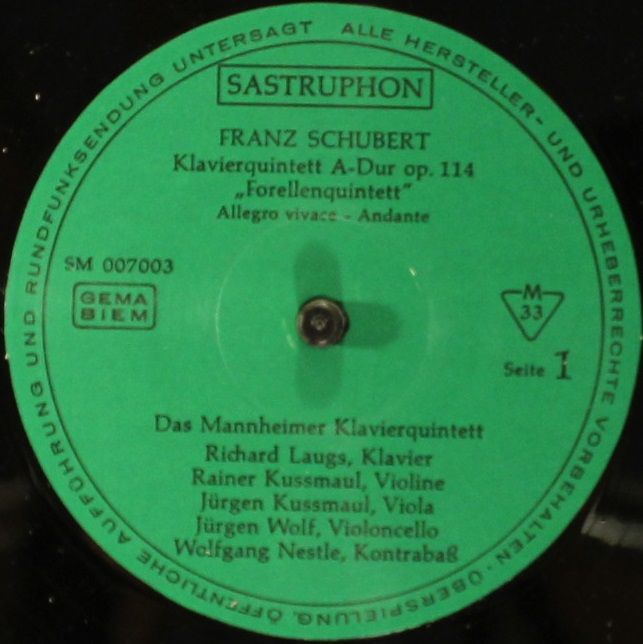 ALLE HERSTELLER- UND URHEBERRECHTE VORBEHALTEN · ÜBERSPIELUNG, ÖFFENTLICHE AUFFÜHRUNG UND RUNDFUNKSENDUNG UNTERSAGT
SASTRUPHON
FRANZ SCHUBERT
Klavierquintett A-Dur op. 114
„Forellenquintett"
Allegro vivace - Andante
SM 007003
GEMA
BIEM
M
33
Seite 1
Das Mannheimer Klavierquintett
Richard Laugs, Klavier
Rainer Kussmaul, Violine
Jürgen Kussmaul, Viola
Jürgen Wolf, Violoncello
Wolfgang Nestle, Kontrabaß